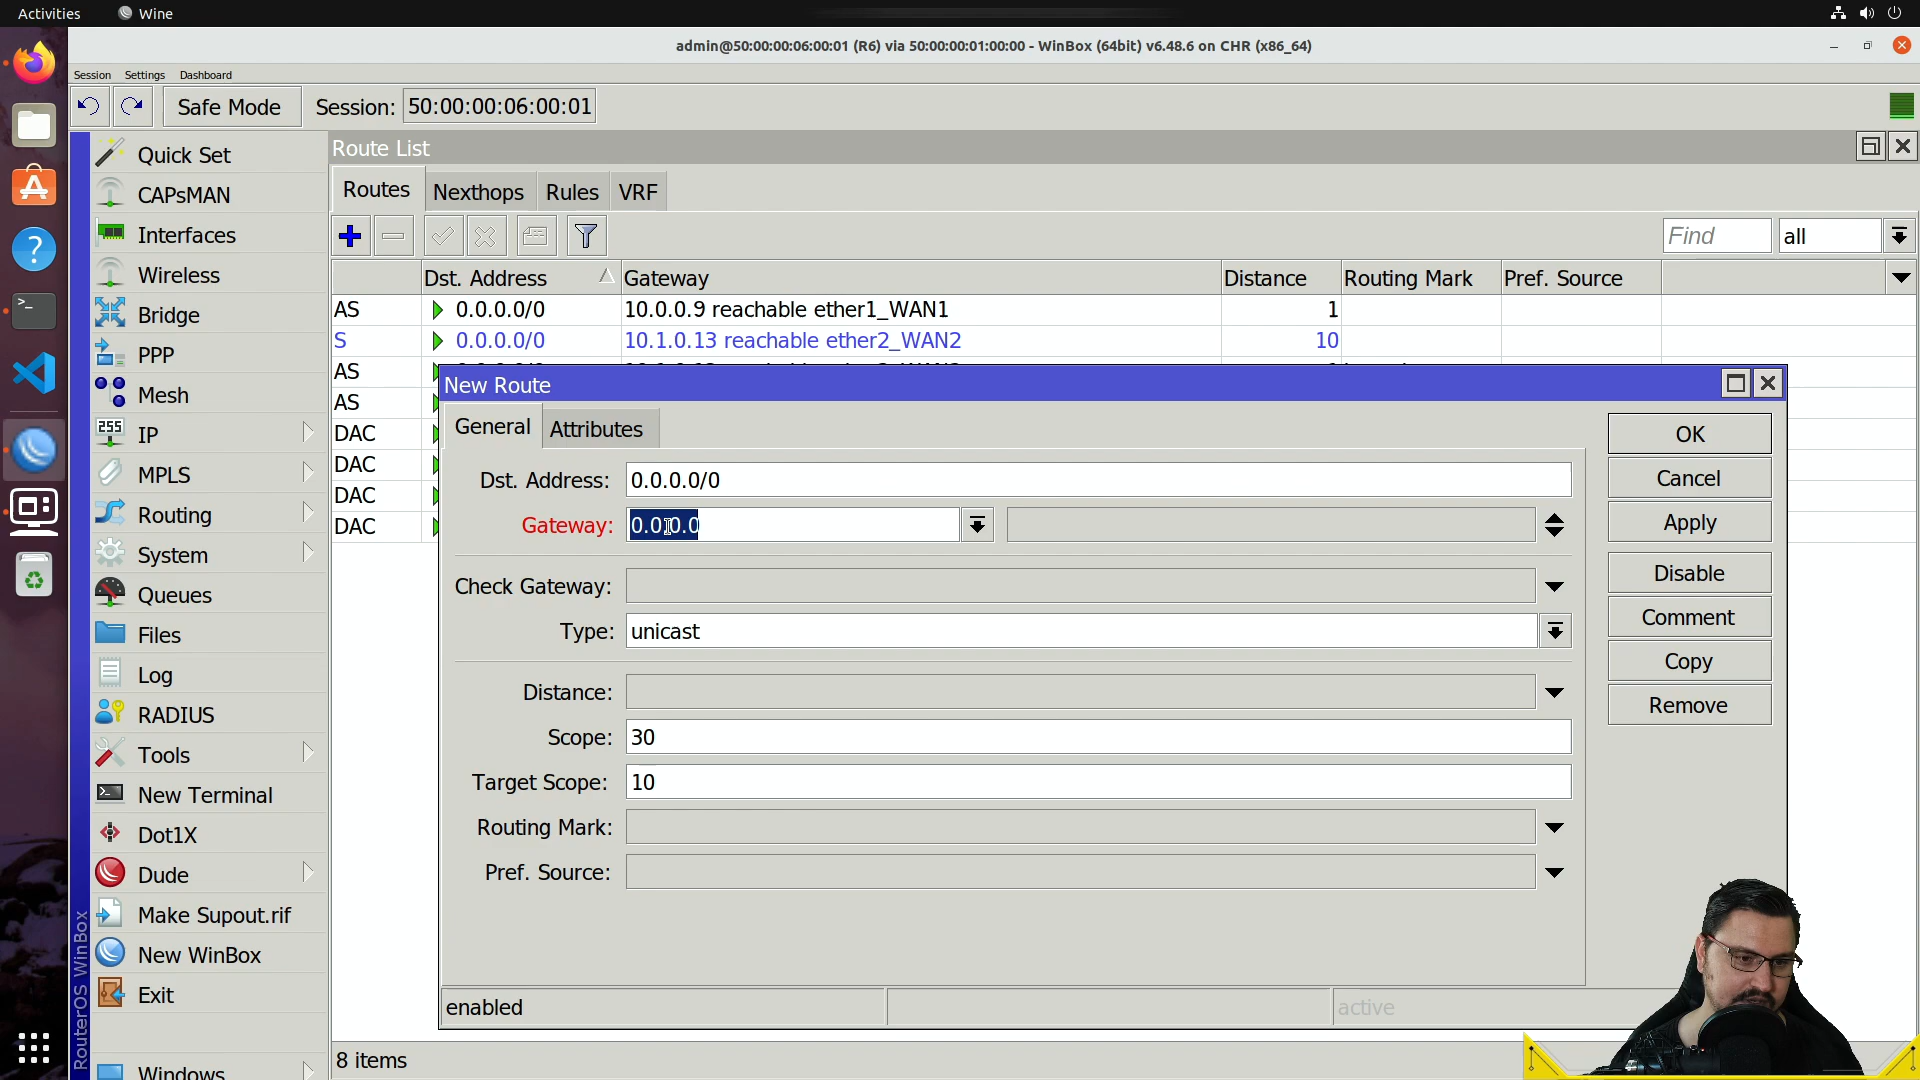 Activities Wine
admin@50:00:00:06:00:01 (R6) via 50:00:00:01:00:00 - WinBox (64bit) v6.48.6 on CHR (x86_64)
Session Settings Dashboard
Safe Mode Session: 50:00:00:06:00:01
Quick Set
CAPsMAN
Interfaces
Wireless
Bridge
PPP
Mesh
IP
MPLS
Routing
System
Queues
Files
Log
RADIUS
Tools
New Terminal
Dot1X
Dude
Make Supout.rif
New WinBox
Exit
Windows
RouterOS WinBox
Route List
Routes Nexthops Rules VRF
Find all
Dst. Address Gateway Distance Routing Mark Pref. Source
AS 0.0.0.0/0 10.0.0.9 reachable ether1_WAN1 1
S 0.0.0.0/0 10.1.0.13 reachable ether2_WAN2 10
AS
AS
DAC
DAC
DAC
DAC
New Route
General Attributes
Dst. Address: 0.0.0.0/0
Gateway: 0.0.0.0
Check Gateway:
Type: unicast
Distance:
Scope: 30
Target Scope: 10
Routing Mark:
Pref. Source:
OK
Cancel
Apply
Disable
Comment
Copy
Remove
enabled active
8 items